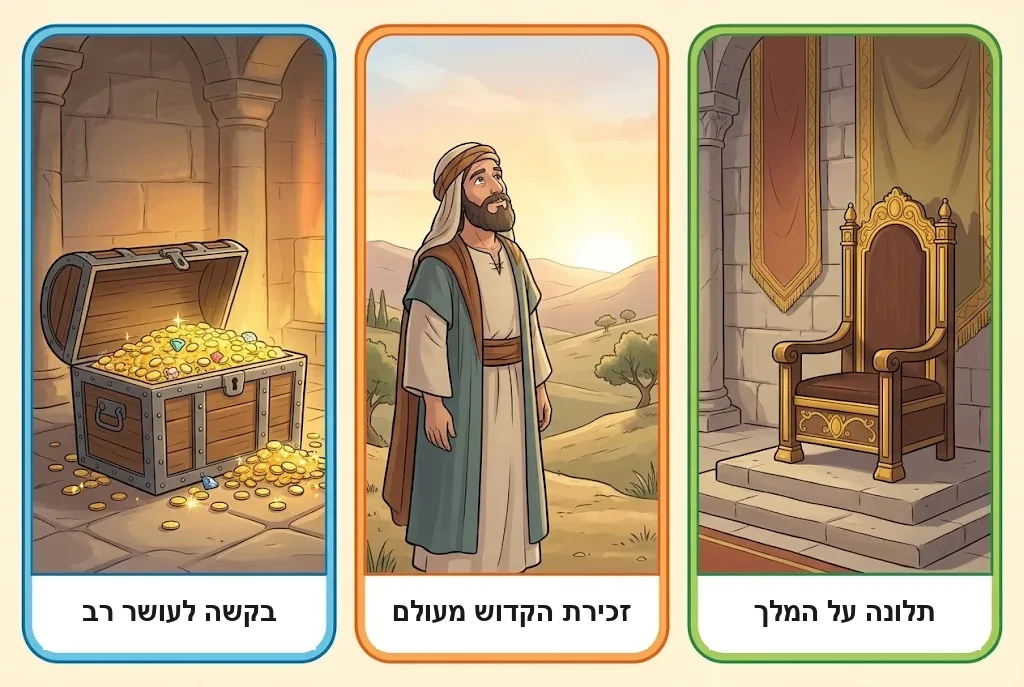 תלונה על המלך
זכירת הקדוש מעולם
בקשה לעושר רב